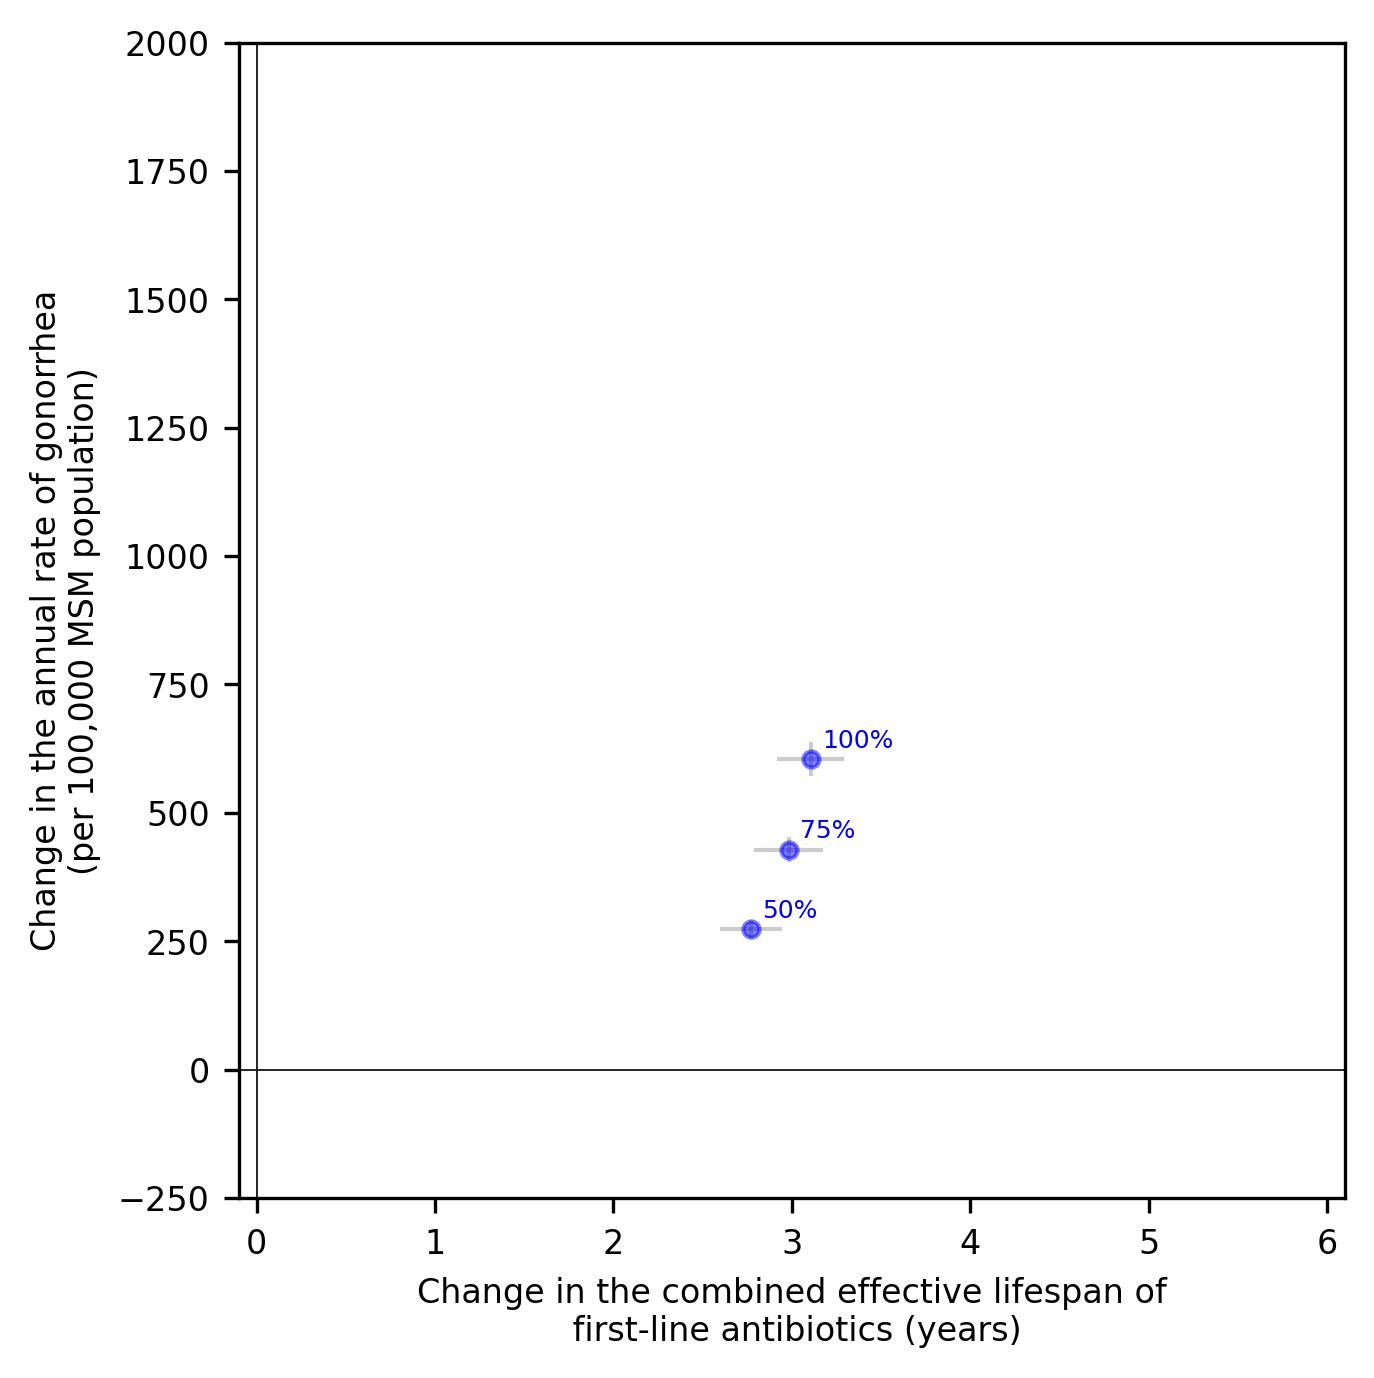 Change in the annual rate of gonorrhea
(per 100,000 MSM population)
2000
1750
1500
1250
1000
750
500
250
0
−250
100%
75%
50%
0 1 2 3 4 5 6
Change in the combined effective lifespan of
first-line antibiotics (years)